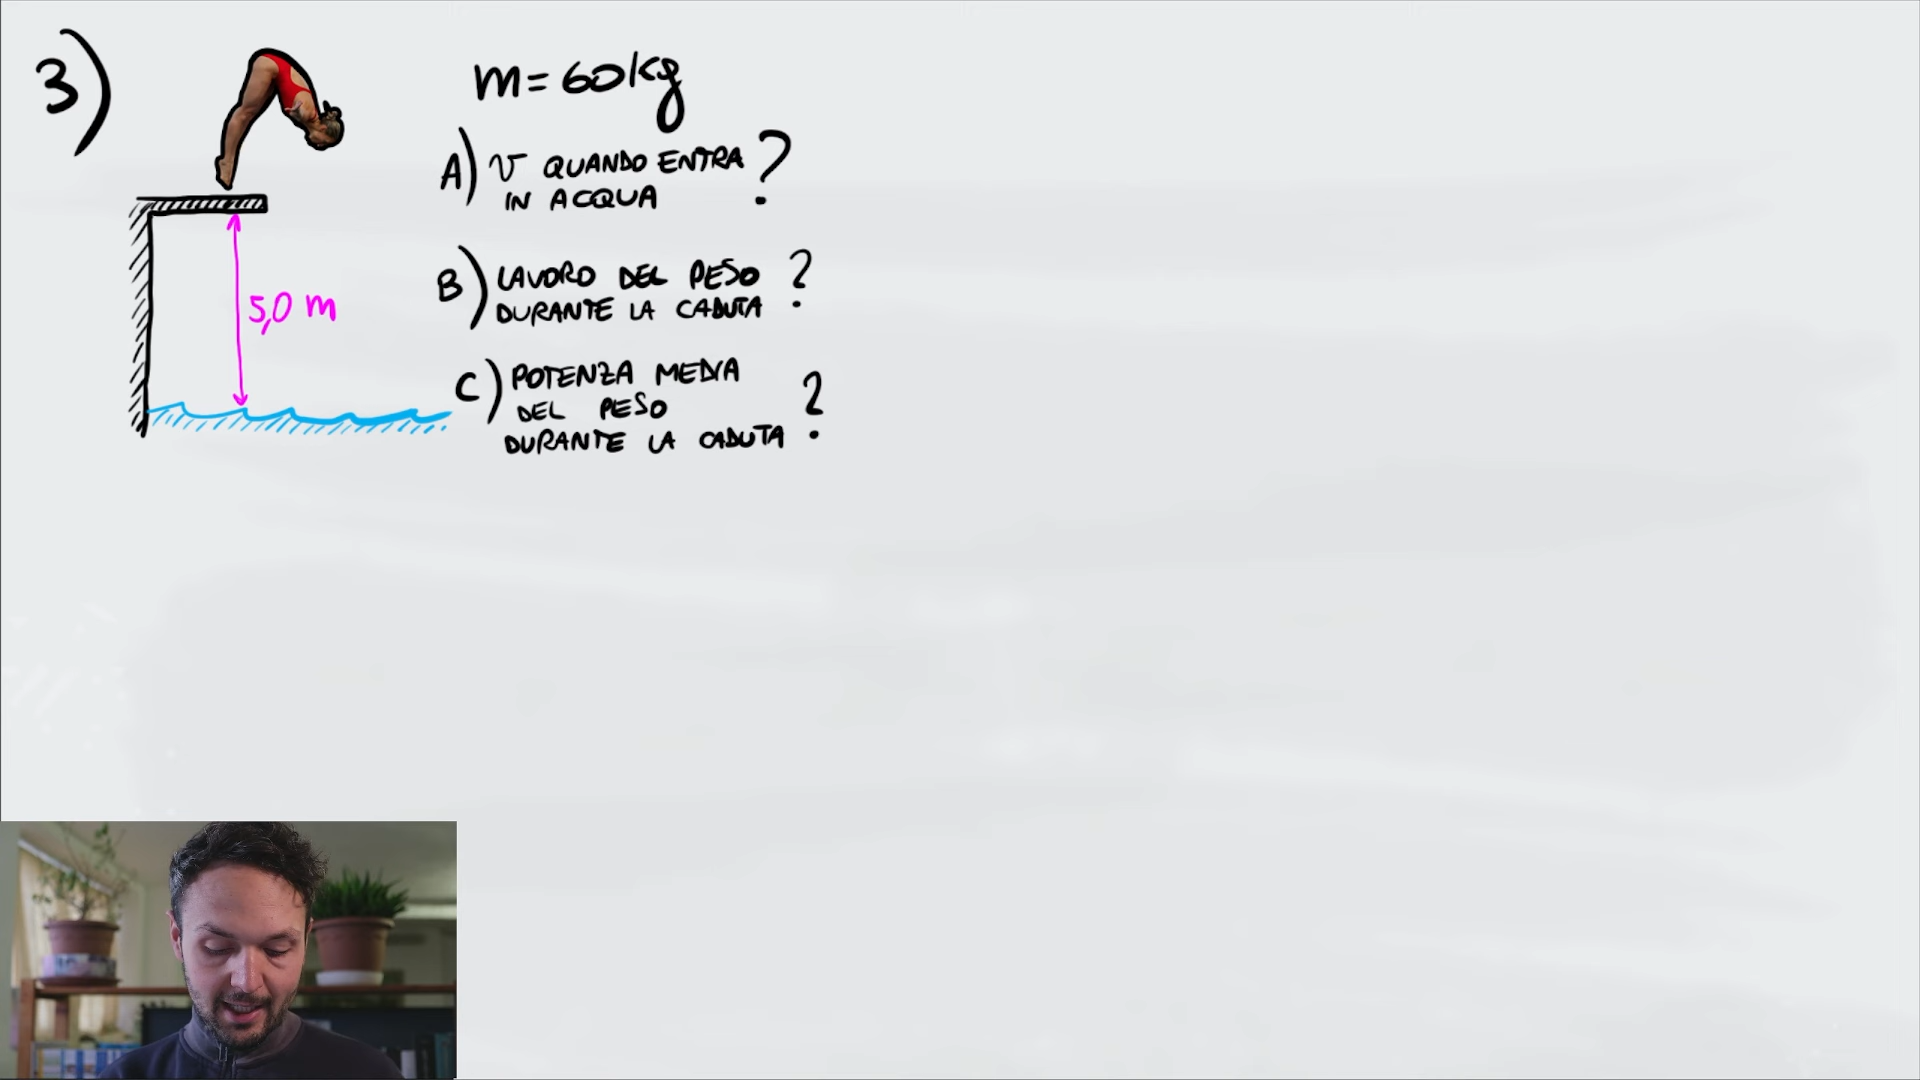 3)
m = 60 kg
A) v QUANDO ENTRA
IN ACQUA ?
5,0 m
B) LAVORO DEL PESO
DURANTE LA CADUTA ?
C) POTENZA MEDIA
DEL PESO
DURANTE LA CADUTA ?